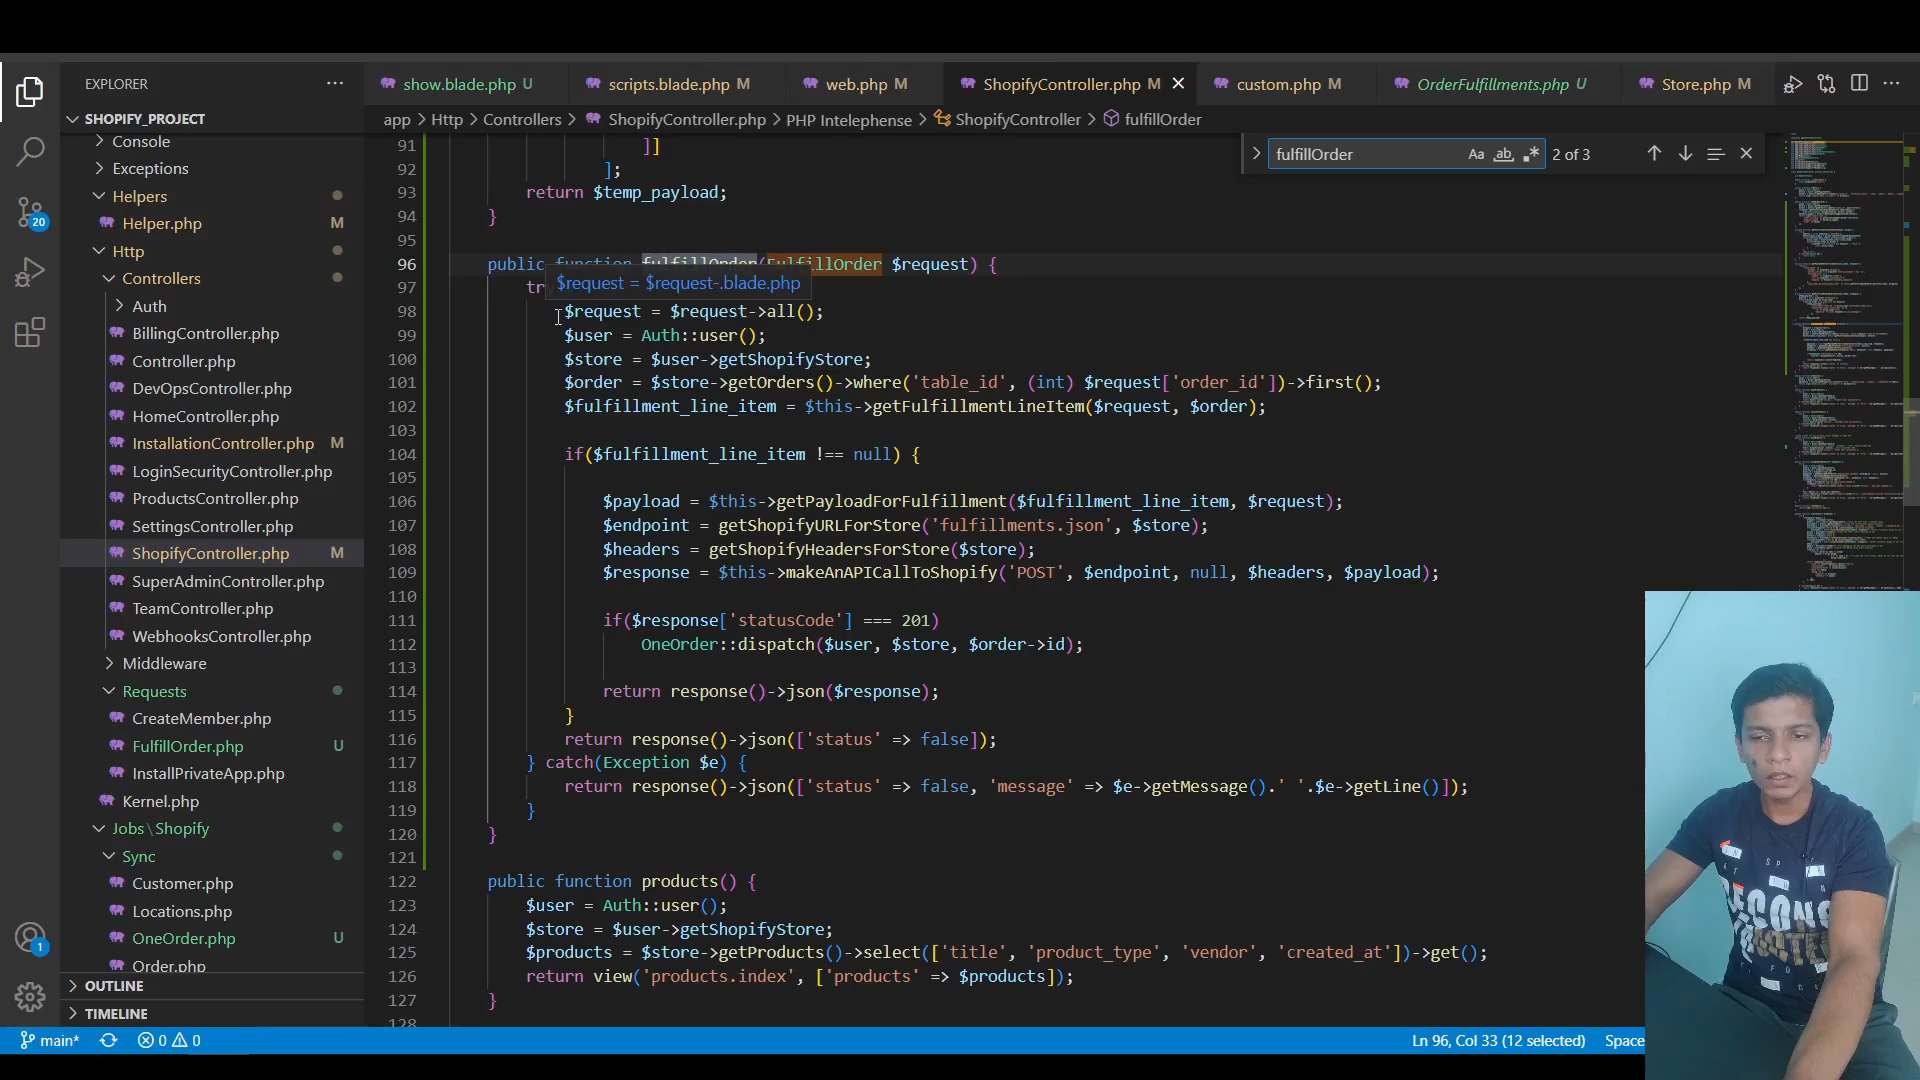 EXPLORER
SHOPIFY_PROJECT
Console
Exceptions
Helpers
Helper.php M
Http
Controllers
Auth
BillingController.php
Controller.php
DevOpsController.php
HomeController.php
InstallationController.php M
LoginSecurityController.php
ProductsController.php
SettingsController.php
ShopifyController.php M
SuperAdminController.php
TeamController.php
WebhooksController.php
Middleware
Requests
CreateMember.php
FulfillOrder.php U
InstallPrivateApp.php
Kernel.php
Jobs\Shopify
Sync
Customer.php
Locations.php
OneOrder.php U
Order.php
OUTLINE
TIMELINE
20
1
show.blade.php U scripts.blade.php M web.php M ShopifyController.php M custom.php M OrderFulfillments.php U Store.php M
app > Http > Controllers > ShopifyController.php > PHP Intelephense > ShopifyController > fulfillOrder
fulfillOrder Aa ab 2 of 3
91 ]]
92 ];
93 return $temp_payload;
94 }
95
96 public function fulfillOrder(FulfillOrder $request) {
97 tr
$request = $request-.blade.php
98 $request = $request->all();
99 $user = Auth::user();
100 $store = $user->getShopifyStore;
101 $order = $store->getOrders()->where('table_id', (int) $request['order_id'])->first();
102 $fulfillment_line_item = $this->getFulfillmentLineItem($request, $order);
103
104 if($fulfillment_line_item !== null) {
105
106 $payload = $this->getPayloadForFulfillment($fulfillment_line_item, $request);
107 $endpoint = getShopifyURLForStore('fulfillments.json', $store);
108 $headers = getShopifyHeadersForStore($store);
109 $response = $this->makeAnAPICallToShopify('POST', $endpoint, null, $headers, $payload);
110
111 if($response['statusCode'] === 201)
112 OneOrder::dispatch($user, $store, $order->id);
113
114 return response()->json($response);
115 }
116 return response()->json(['status' => false]);
117 } catch(Exception $e) {
118 return response()->json(['status' => false, 'message' => $e->getMessage().' '.$e->getLine()]);
119 }
120 }
121
122 public function products() {
123 $user = Auth::user();
124 $store = $user->getShopifyStore;
125 $products = $store->getProducts()->select(['title', 'product_type', 'vendor', 'created_at'])->get();
126 return view('products.index', ['products' => $products]);
127 }
128
main* 0 0 Ln 96, Col 33 (12 selected) Space